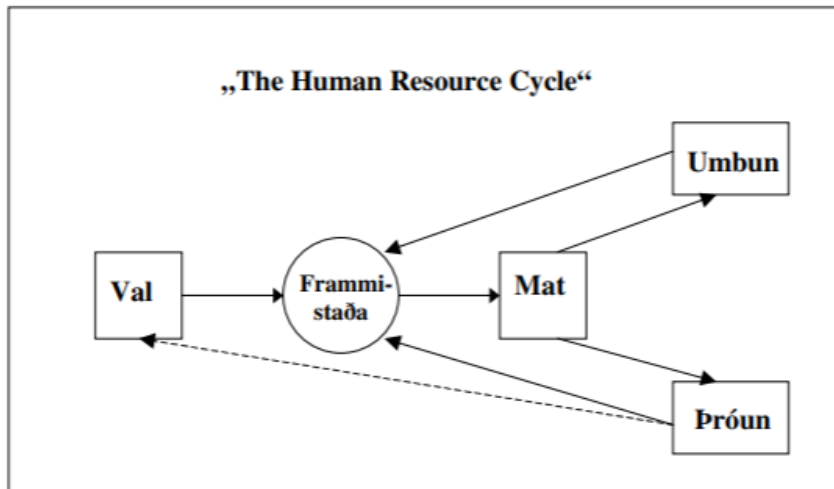 „The Human Resource Cycle“
Umbun
Val
Frammi-
staða
Mat
Þróun